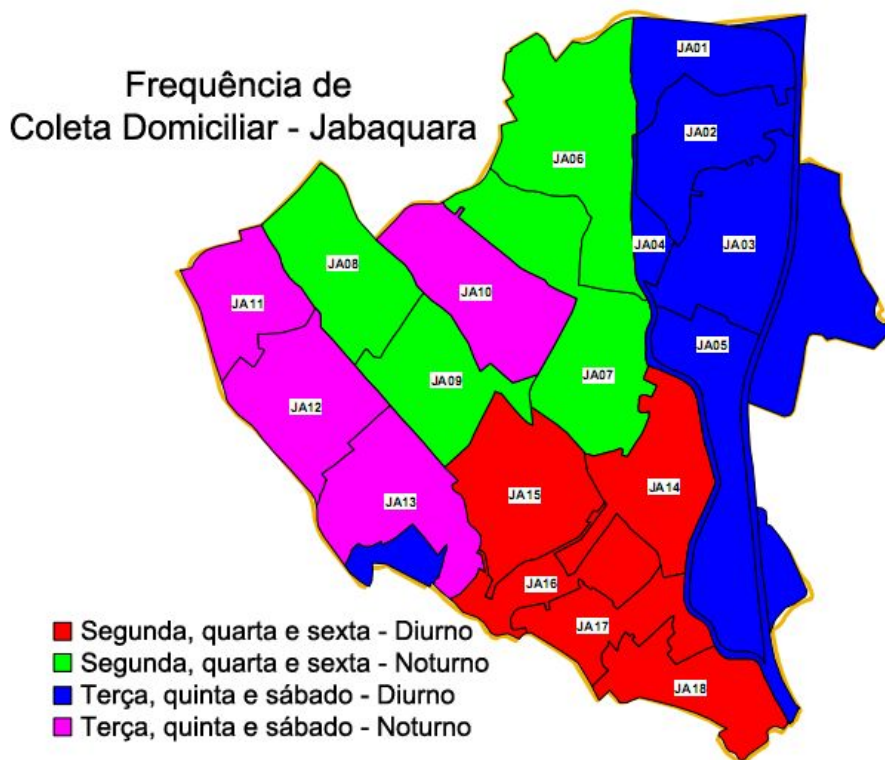 Frequência de
Coleta Domiciliar - Jabaquara
JA01
JA02
JA06
JA04
JA03
JA08
JA11
JA10
JA05
JA09
JA07
JA12
JA13
JA15
JA14
JA16
JA17
JA18
Segunda, quarta e sexta - Diurno
Segunda, quarta e sexta - Noturno
Terça, quinta e sábado - Diurno
Terça, quinta e sábado - Noturno